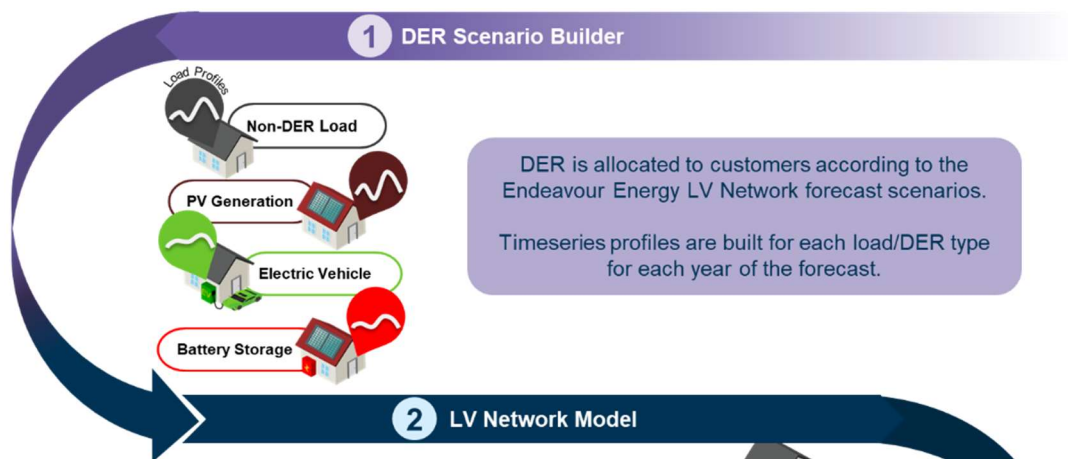 1 DER Scenario Builder
Load Profiles
Non-DER Load
PV Generation
Electric Vehicle
Battery Storage
DER is allocated to customers according to the
Endeavour Energy LV Network forecast scenarios.
Timeseries profiles are built for each load/DER type
for each year of the forecast.
2 LV Network Model